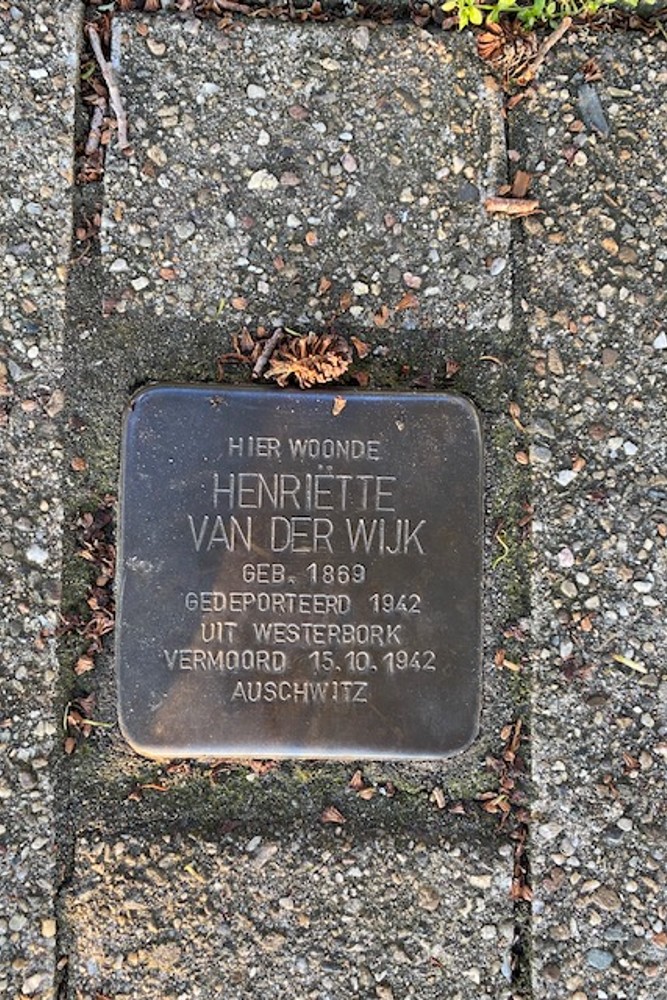 HIER WOONDE
HENRIËTTE
VAN DER WIJK
GEB. 1869
GEDEPORTEERD 1942
UIT WESTERBORK
VERMOORD 15.10.1942
AUSCHWITZ